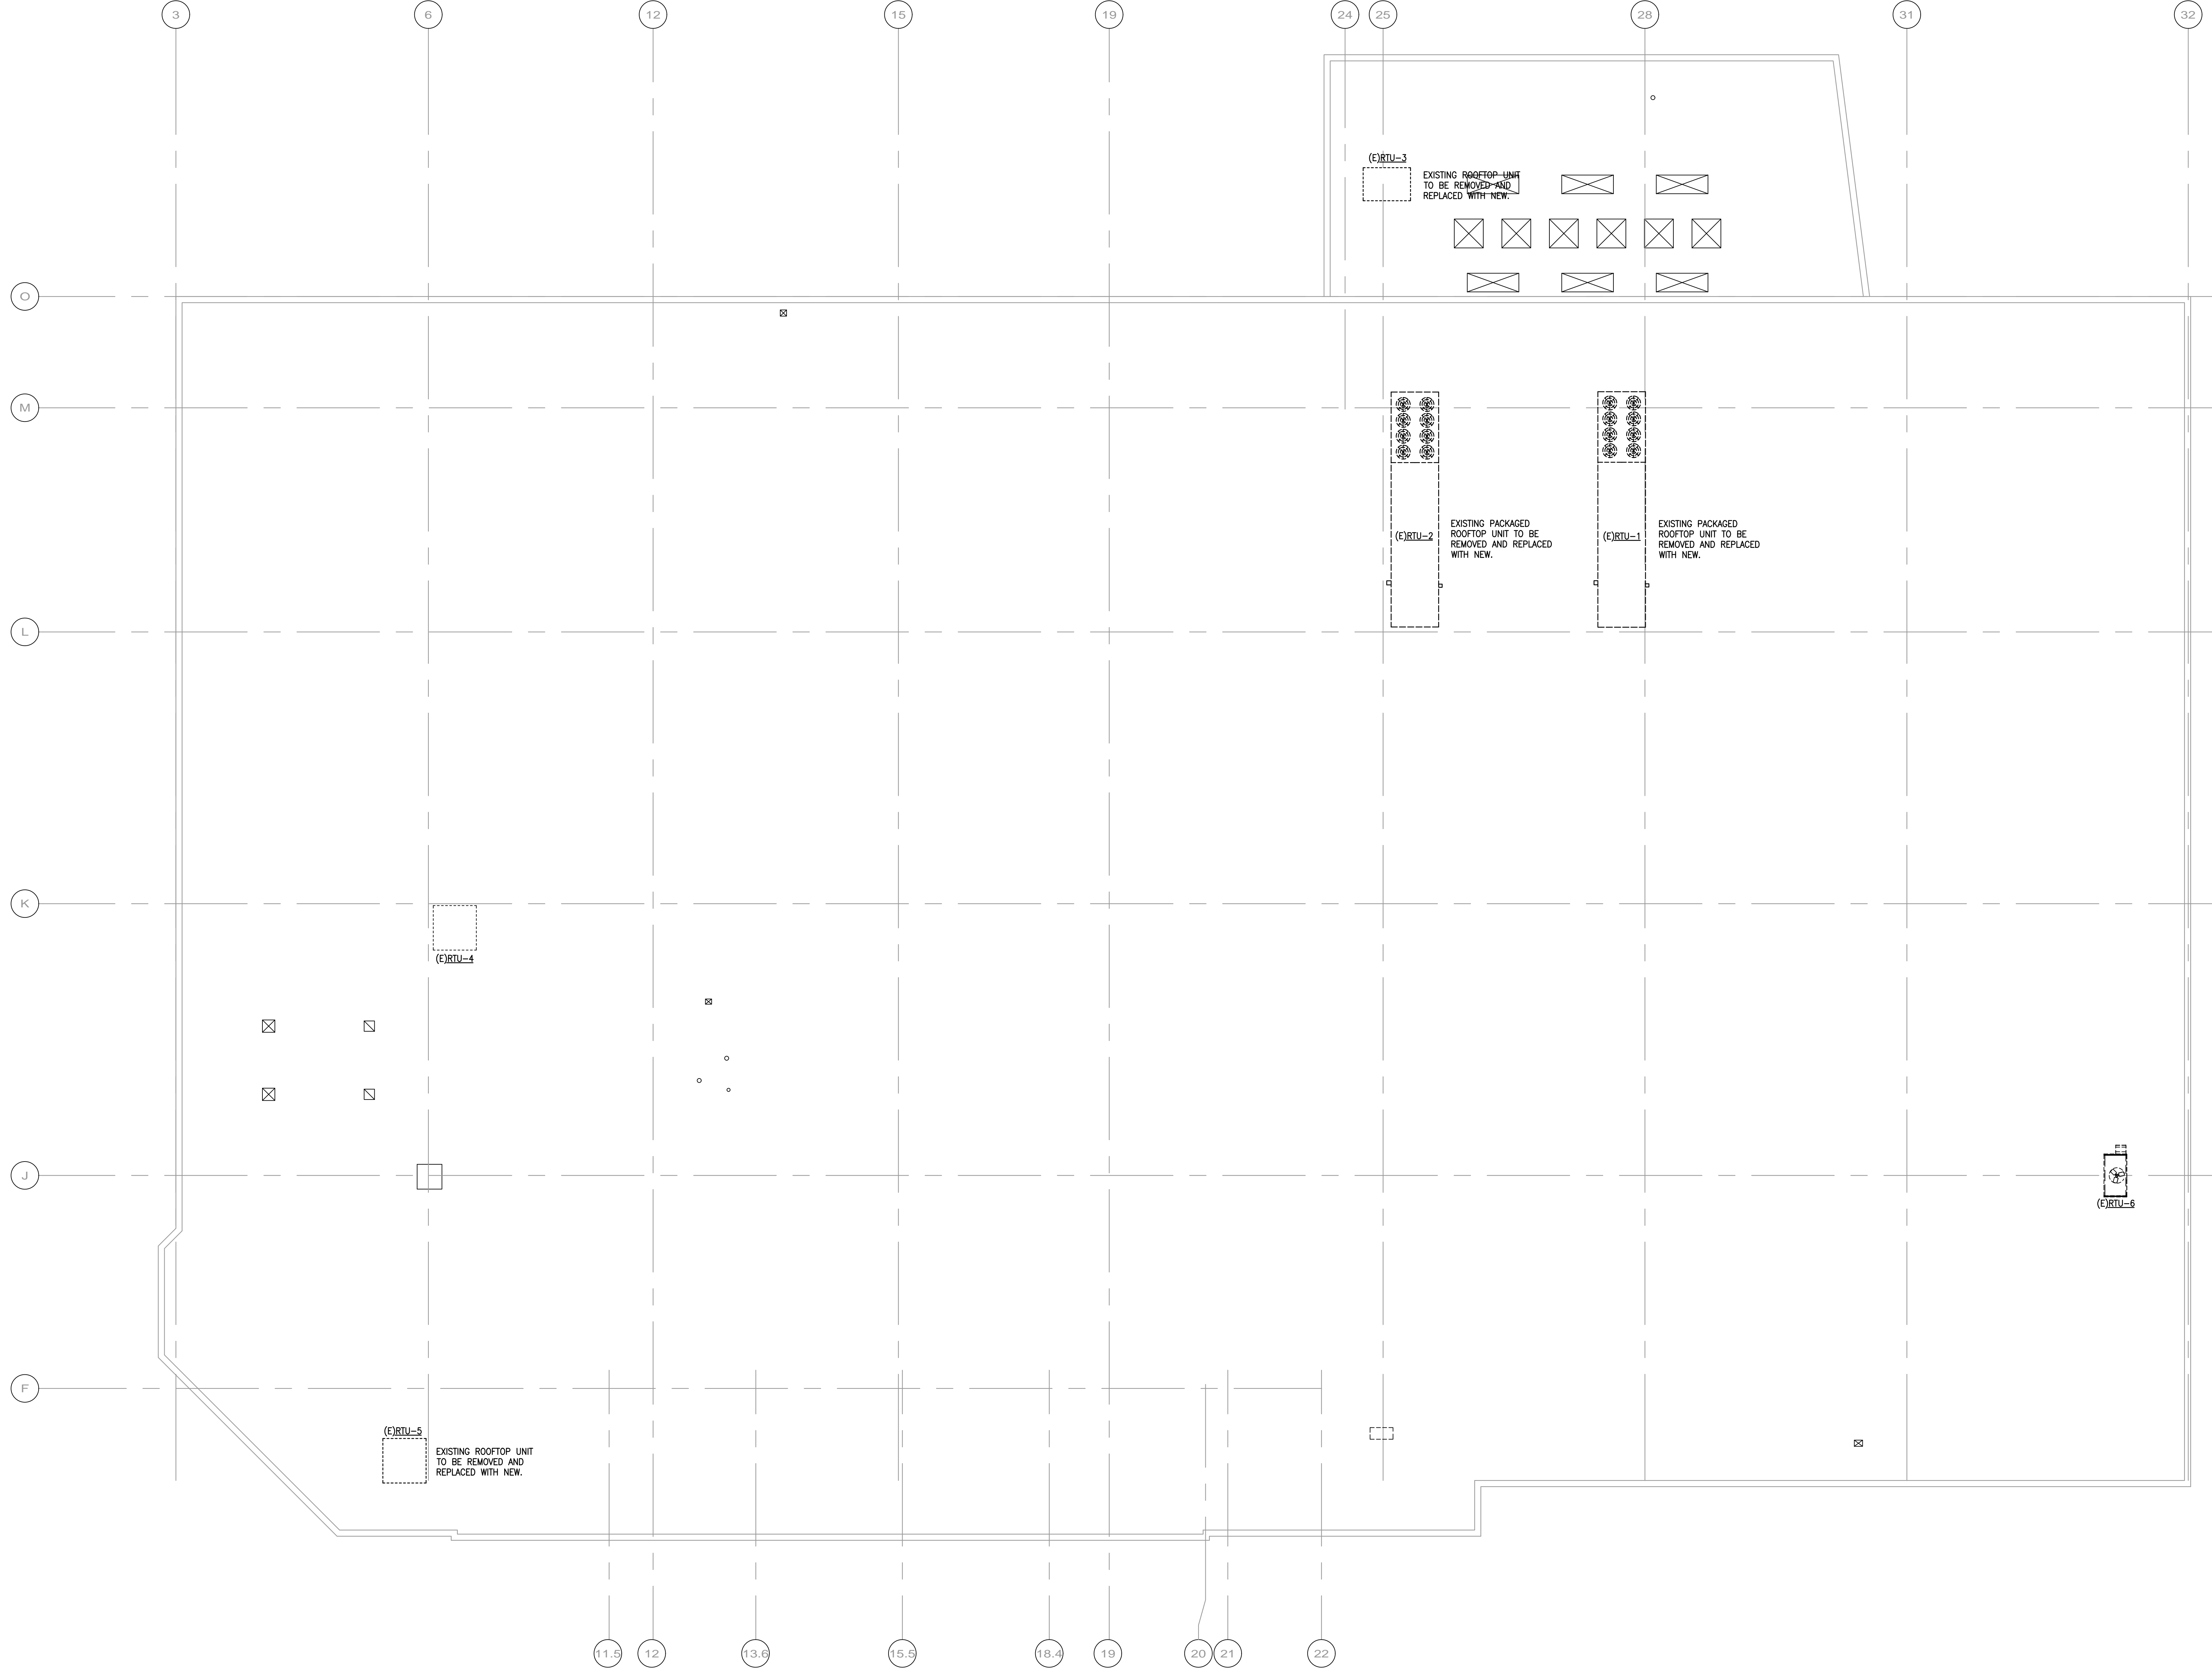 3
6
12
15
19
24
25
28
31
32
(E)RTU-3
EXISTING ROOFTOP UNIT
TO BE REMOVED AND
REPLACED WITH NEW.
O
M
(E)RTU-2
EXISTING PACKAGED
ROOFTOP UNIT TO BE
REMOVED AND REPLACED
WITH NEW.
(E)RTU-1
EXISTING PACKAGED
ROOFTOP UNIT TO BE
REMOVED AND REPLACED
WITH NEW.
L
K
(E)RTU-4
J
(E)RTU-6
F
(E)RTU-5
EXISTING ROOFTOP UNIT
TO BE REMOVED AND
REPLACED WITH NEW.
11.5
12
13.6
15.5
18.4
19
20
21
22